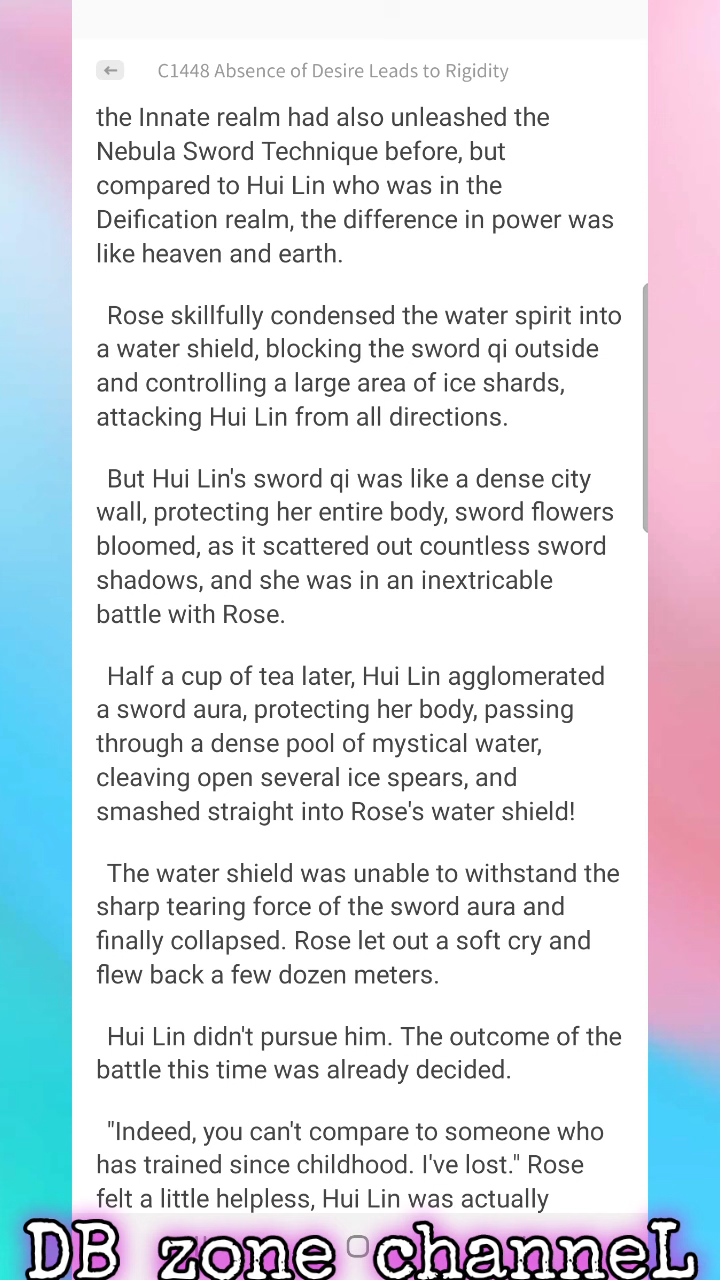 C1448 Absence of Desire Leads to Rigidity
the Innate realm had also unleashed the
Nebula Sword Technique before, but
compared to Hui Lin who was in the
Deification realm, the difference in power was
like heaven and earth.
Rose skillfully condensed the water spirit into
a water shield, blocking the sword qi outside
and controlling a large area of ice shards,
attacking Hui Lin from all directions.
But Hui Lin's sword qi was like a dense city
wall, protecting her entire body, sword flowers
bloomed, as it scattered out countless sword
shadows, and she was in an inextricable
battle with Rose.
Half a cup of tea later, Hui Lin agglomerated
a sword aura, protecting her body, passing
through a dense pool of mystical water,
cleaving open several ice spears, and
smashed straight into Rose's water shield!
The water shield was unable to withstand the
sharp tearing force of the sword aura and
finally collapsed. Rose let out a soft cry and
flew back a few dozen meters.
Hui Lin didn't pursue him. The outcome of the
battle this time was already decided.
"Indeed, you can't compare to someone who
has trained since childhood. I've lost." Rose
felt a little helpless, Hui Lin was actually
DB zone channeL